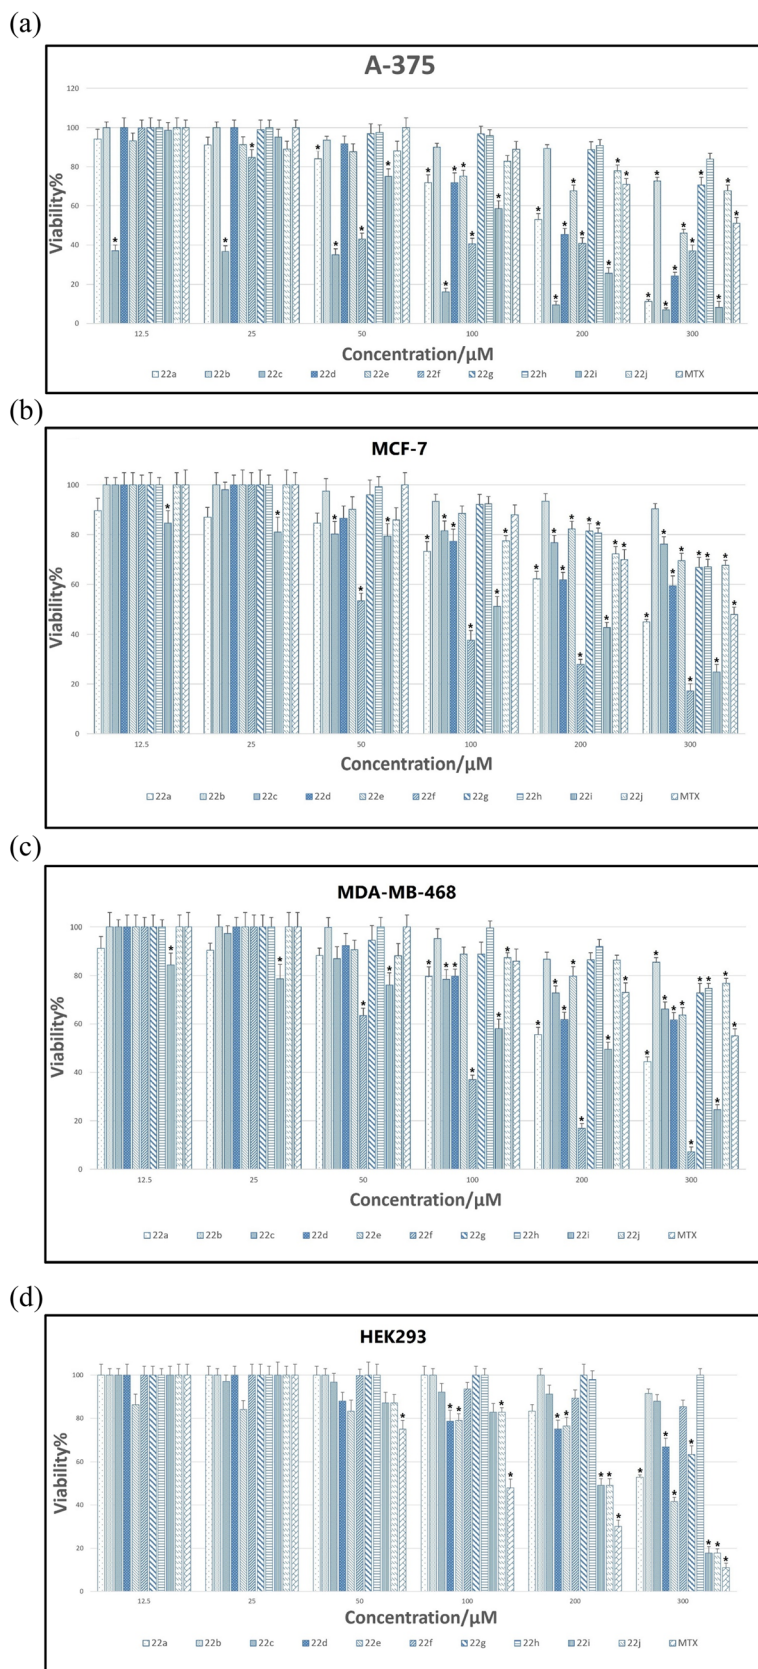 (a)
A-375
Viability%
120
100
80
60
40
20
0
* * * * * * * * * * * * * * * * * * * * * * * * * * * * * *
12.5 25 50 100 200 300
Concentration/µM
22a 22b 22c 22d 22e 22f 22g 22h 22i 22j MTX
(b)
MCF-7
Viability%
100
80
60
40
20
0
12.5 25 50 100 200 300
Concentration/µM
22a 22b 22c 22d 22e 22f 22g 22h 22i 22j MTX
(c)
MDA-MB-468
Viability%
100
80
60
40
20
0
12.5 25 50 100 200 300
Concentration/µM
22a 22b 22c 22d 22e 22f 22g 22h 22i 22j MTX
(d)
HEK293
Viability%
100
80
60
40
20
0
12.5 25 50 100 200 300
Concentration/µM
22a 22b 22c 22d 22e 22f 22g 22h 22i 22j MTX